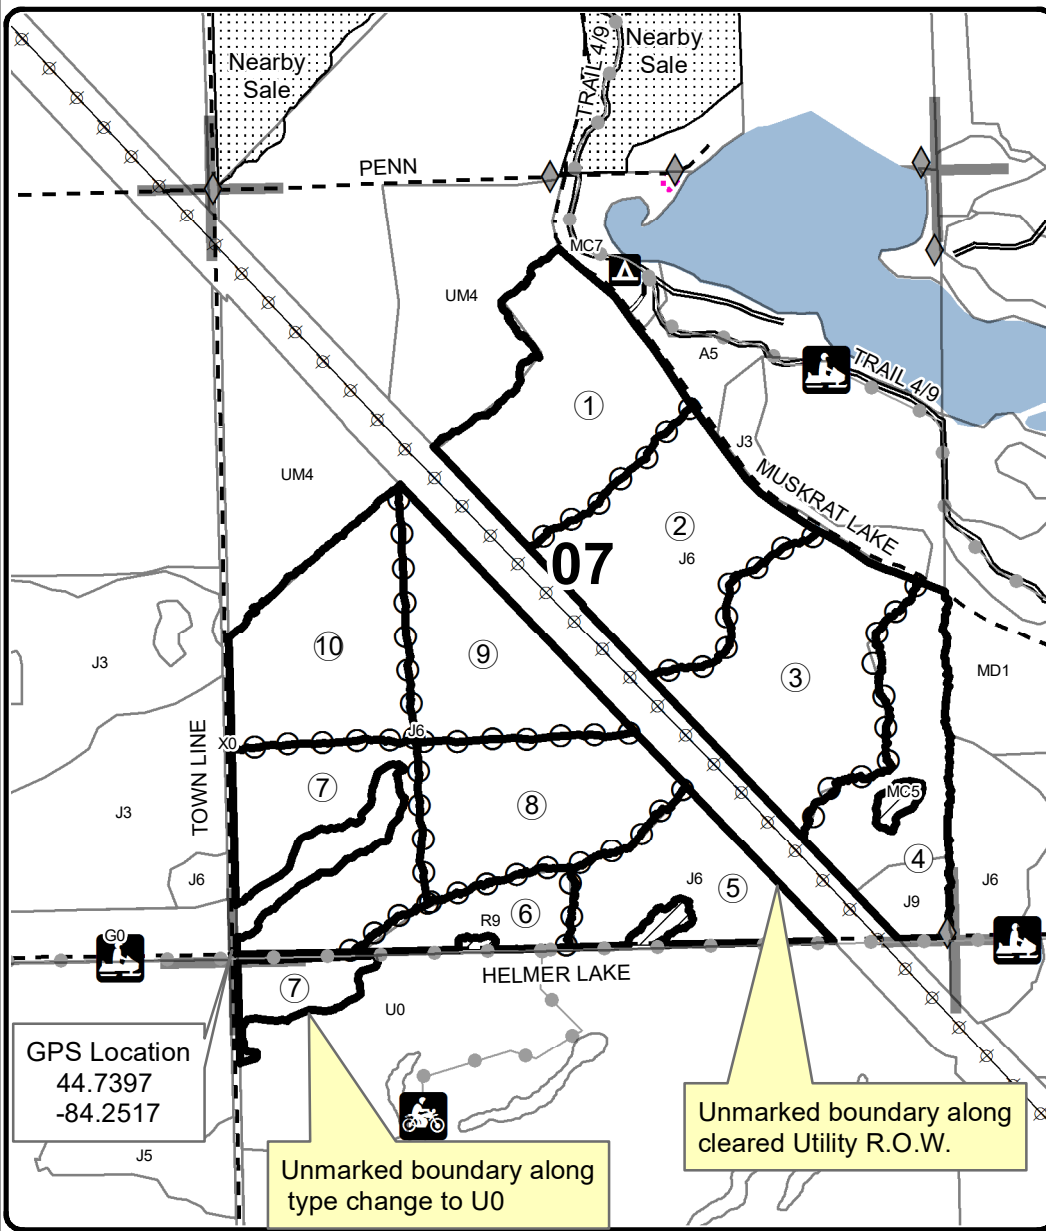 Nearby
Sale
TRAIL 4/9
Nearby
Sale
PENN
MC7
UM4
A5
TRAIL 4/9
①
J3
UM4
MUSKRAT LAKE
②
07
J6
⑩
⑨
J3
③
MD1
TOWN LINE
X0
J6
⑦
⑧
MC5
J3
④
J6
J6
⑤
J6
J9
R9
⑥
G0
HELMER LAKE
⑦
U0
GPS Location
44.7397
-84.2517
Unmarked boundary along
cleared Utility R.O.W.
J5
Unmarked boundary along
type change to U0